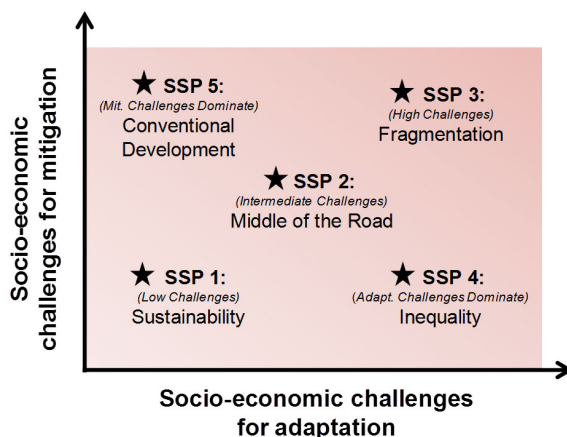 Socio-economic
challenges for mitigation
★ SSP 5:
(Mit. Challenges Dominate)
Conventional
Development
★ SSP 3:
(High Challenges)
Fragmentation
★ SSP 2:
(Intermediate Challenges)
Middle of the Road
★ SSP 1:
(Low Challenges)
Sustainability
★ SSP 4:
(Adapt. Challenges Dominate)
Inequality
Socio-economic challenges
for adaptation